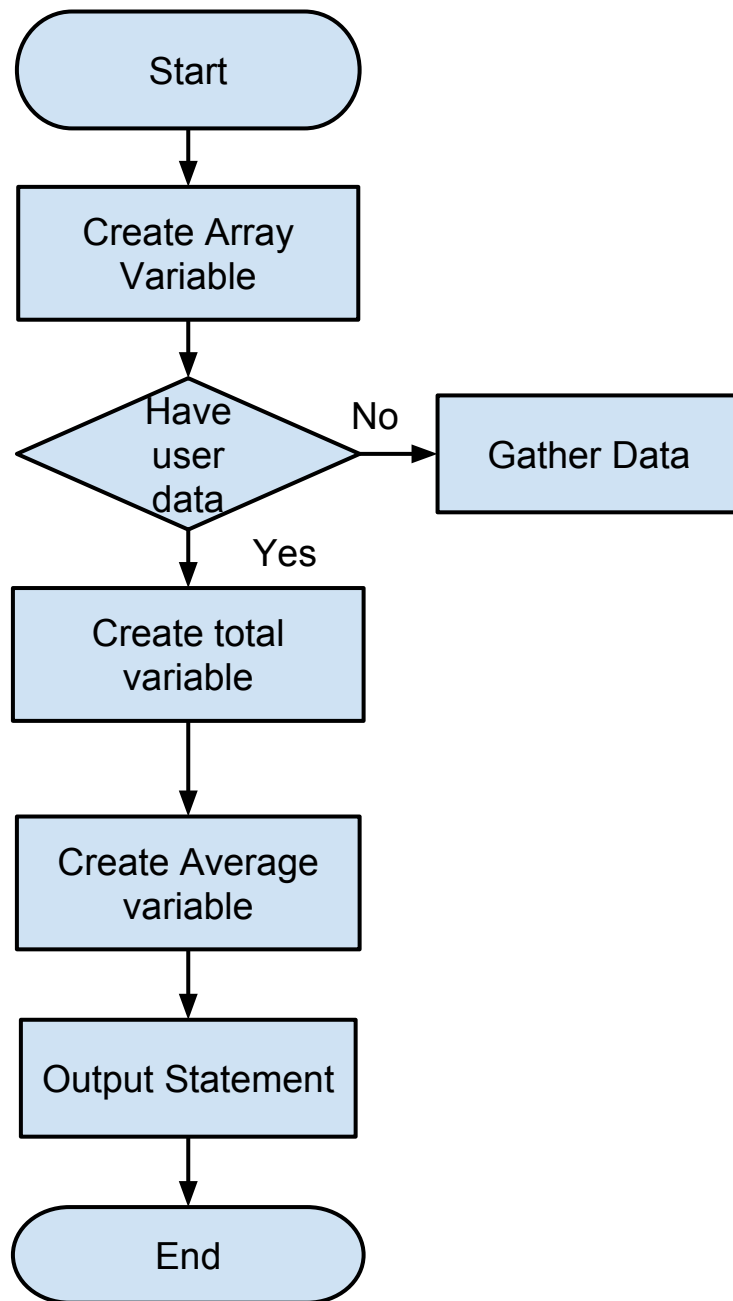 Start
Create Array
Variable
Have
user
data
No
Gather Data
Yes
Create total
variable
Create Average
variable
Output Statement
End